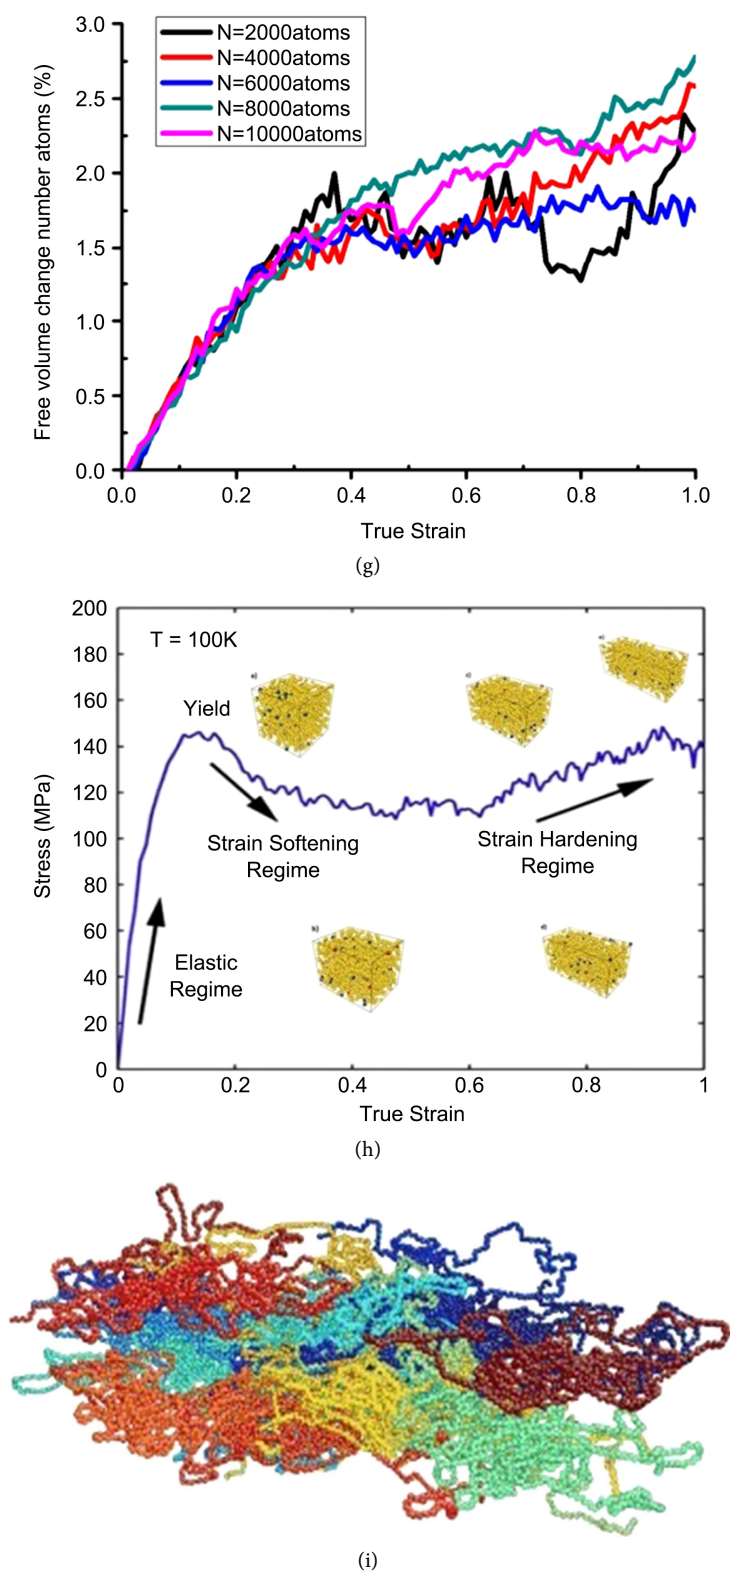 3.0
N=2000atoms
N=4000atoms
N=6000atoms
N=8000atoms
N=10000atoms
2.5
2.0
1.5
1.0
0.5
0.0
Free volume change number atoms (%)
0.0 0.2 0.4 0.6 0.8 1.0
True Strain
(g)
200
180
160
140
120
100
80
60
40
20
0
Stress (MPa)
T = 100K
a)
c)
e)
Yield
Strain Softening
Regime
Strain Hardening
Regime
b)
d)
Elastic
Regime
0 0.2 0.4 0.6 0.8 1
True Strain
(h)
(i)